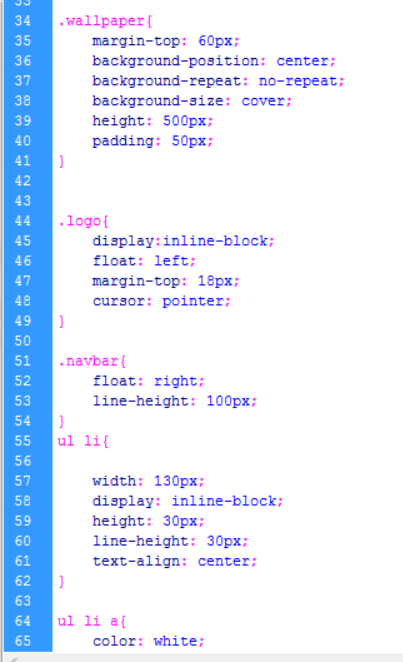 33
34 .wallpaper{
35     margin-top: 60px;
36     background-position: center;
37     background-repeat: no-repeat;
38     background-size: cover;
39     height: 500px;
40     padding: 50px;
41 }
42
43
44 .logo{
45     display:inline-block;
46     float: left;
47     margin-top: 18px;
48     cursor: pointer;
49 }
50
51 .navbar{
52     float: right;
53     line-height: 100px;
54 }
55 ul li{
56
57     width: 130px;
58     display: inline-block;
59     height: 30px;
60     line-height: 30px;
61     text-align: center;
62 }
63
64 ul li a{
65     color: white;